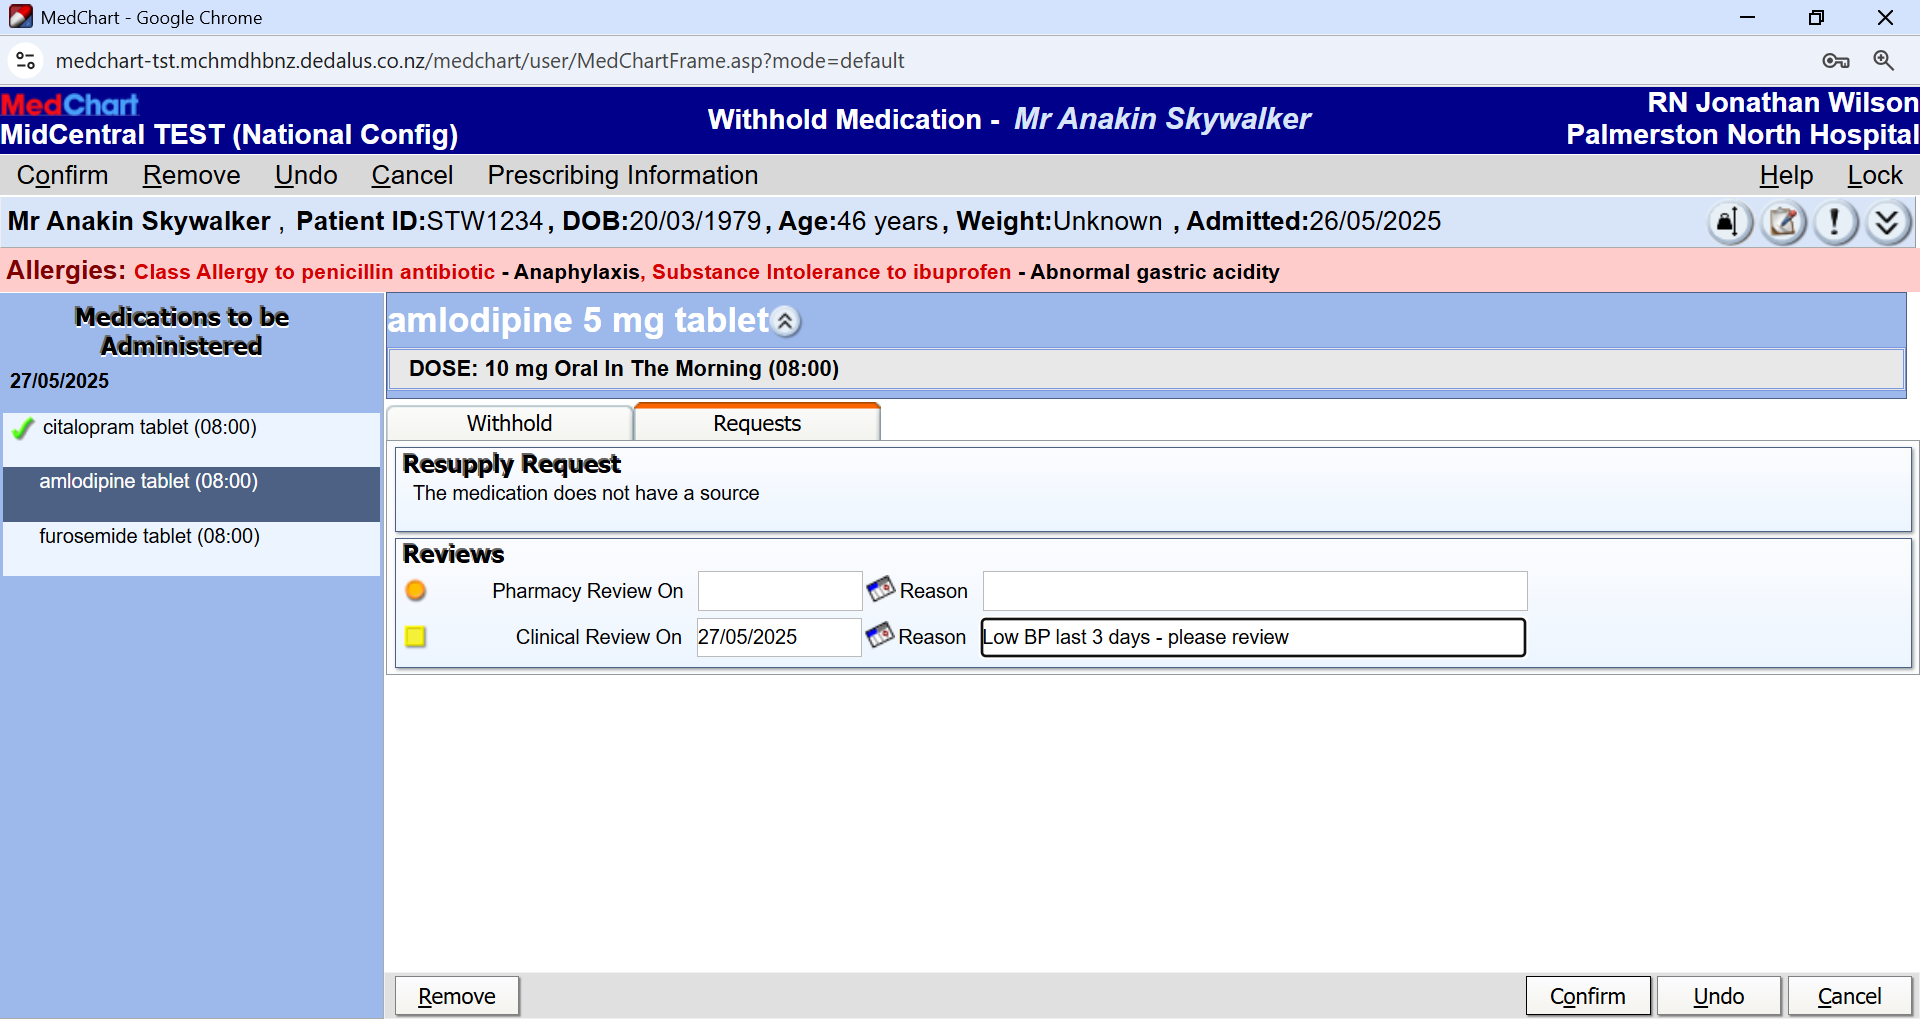 MedChart - Google Chrome
medchart-tst.mchmdhbnz.dedalus.co.nz/medchart/user/MedChartFrame.asp?mode=default
MedChart
MidCentral TEST (National Config)
Withhold Medication - Mr Anakin Skywalker
RN Jonathan Wilson
Palmerston North Hospital
Confirm Remove Undo Cancel Prescribing Information Help Lock
Mr Anakin Skywalker , Patient ID:STW1234, DOB:20/03/1979, Age:46 years, Weight:Unknown , Admitted:26/05/2025
Allergies: Class Allergy to penicillin antibiotic - Anaphylaxis, Substance Intolerance to ibuprofen - Abnormal gastric acidity
Medications to be
Administered
27/05/2025
citalopram tablet (08:00)
amlodipine tablet (08:00)
furosemide tablet (08:00)
amlodipine 5 mg tablet
DOSE: 10 mg Oral In The Morning (08:00)
Withhold Requests
Resupply Request
The medication does not have a source
Reviews
Pharmacy Review On Reason
Clinical Review On 27/05/2025 Reason Low BP last 3 days - please review
Remove Confirm Undo Cancel